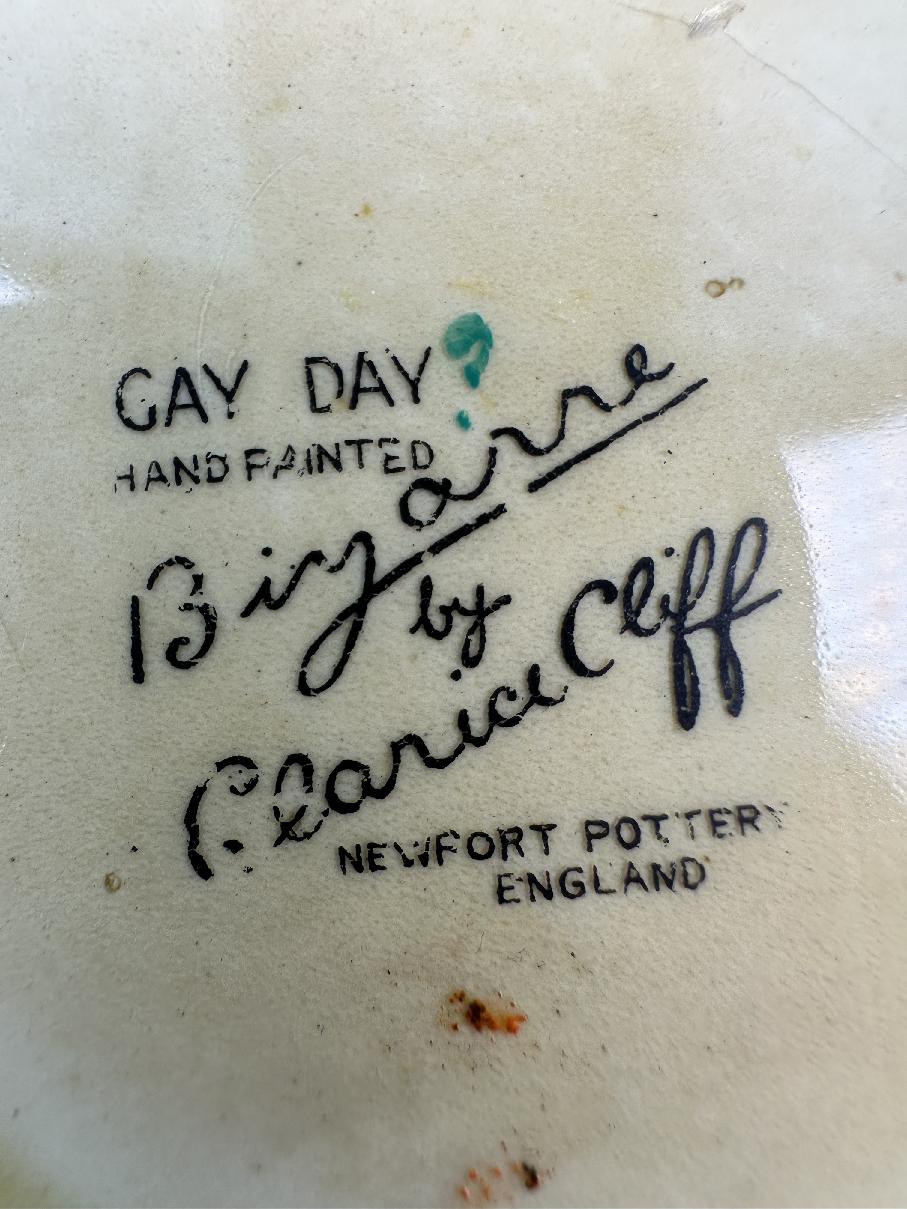 GAY DAY
HAND PAINTED
Bizarre
by
Clarice Cliff
NEWPORT POTTERY
ENGLAND